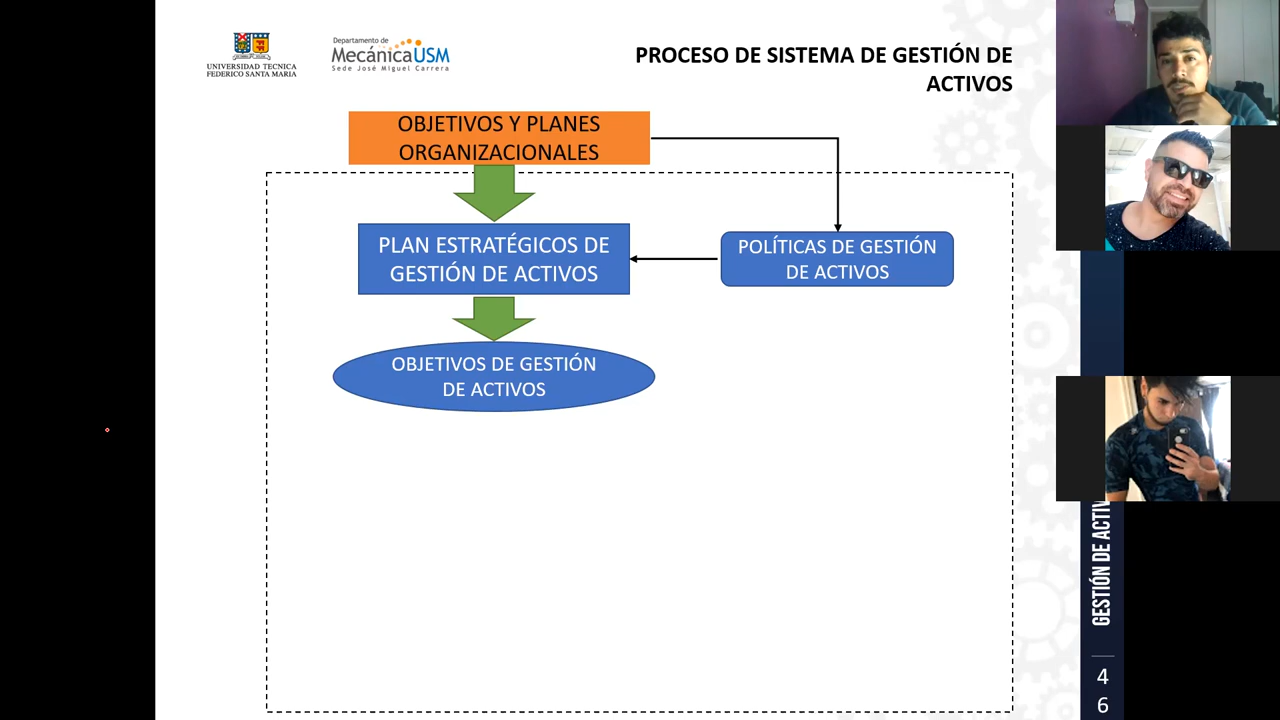 UNIVERSIDAD TECNICA
FEDERICO SANTA MARIA
Departamento de
MecánicaUSM
Sede José Miguel Carrera
PROCESO DE SISTEMA DE GESTIÓN DE
ACTIVOS
OBJETIVOS Y PLANES
ORGANIZACIONALES
PLAN ESTRATÉGICOS DE
GESTIÓN DE ACTIVOS
POLÍTICAS DE GESTIÓN
DE ACTIVOS
OBJETIVOS DE GESTIÓN
DE ACTIVOS
GESTIÓN DE ACTIV
4
6